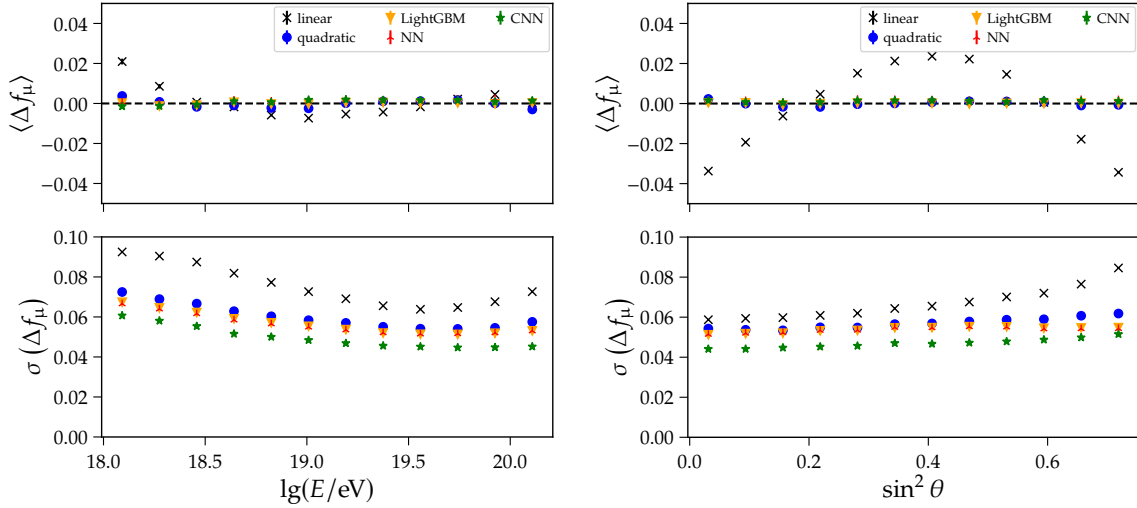 0.04
0.02
0.00
−0.02
−0.04
⟨Δf_μ⟩
linear
quadratic
LightGBM
NN
CNN
0.04
0.02
0.00
−0.02
−0.04
⟨Δf_μ⟩
linear
quadratic
LightGBM
NN
CNN
0.10
0.08
0.06
0.04
0.02
0.00
σ (Δf_μ)
18.0 18.5 19.0 19.5 20.0
lg(E/eV)
0.10
0.08
0.06
0.04
0.02
0.00
σ (Δf_μ)
0.0 0.2 0.4 0.6
sin² θ